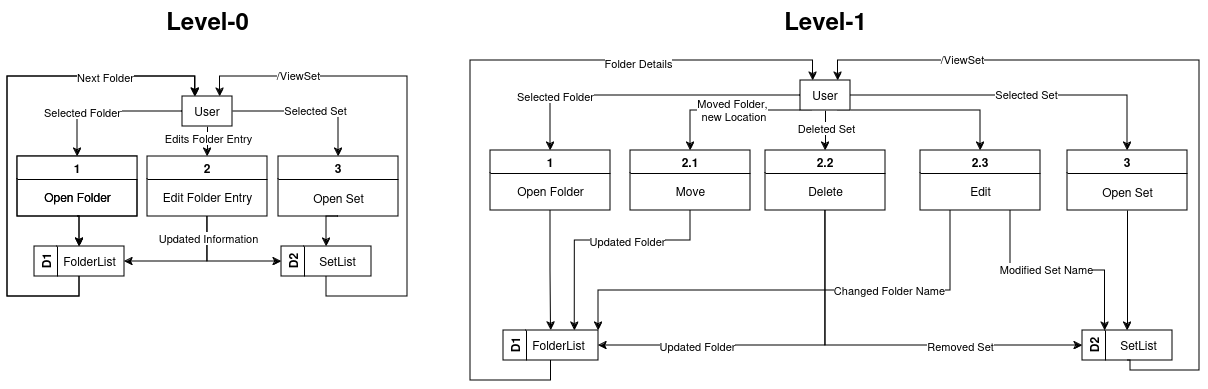 Level-0
Level-1
Next Folder
/ViewSet
User
Selected Folder
Selected Set
Edits Folder Entry
1
2
3
Open Folder
Edit Folder Entry
Open Set
Updated Information
D1
FolderList
D2
SetList
Folder Details
/ViewSet
User
Selected Folder
Moved Folder,
new Location
Selected Set
Deleted Set
1
2.1
2.2
2.3
3
Open Folder
Move
Delete
Edit
Open Set
Updated Folder
Modified Set Name
Changed Folder Name
D1
FolderList
Updated Folder
Removed Set
D2
SetList